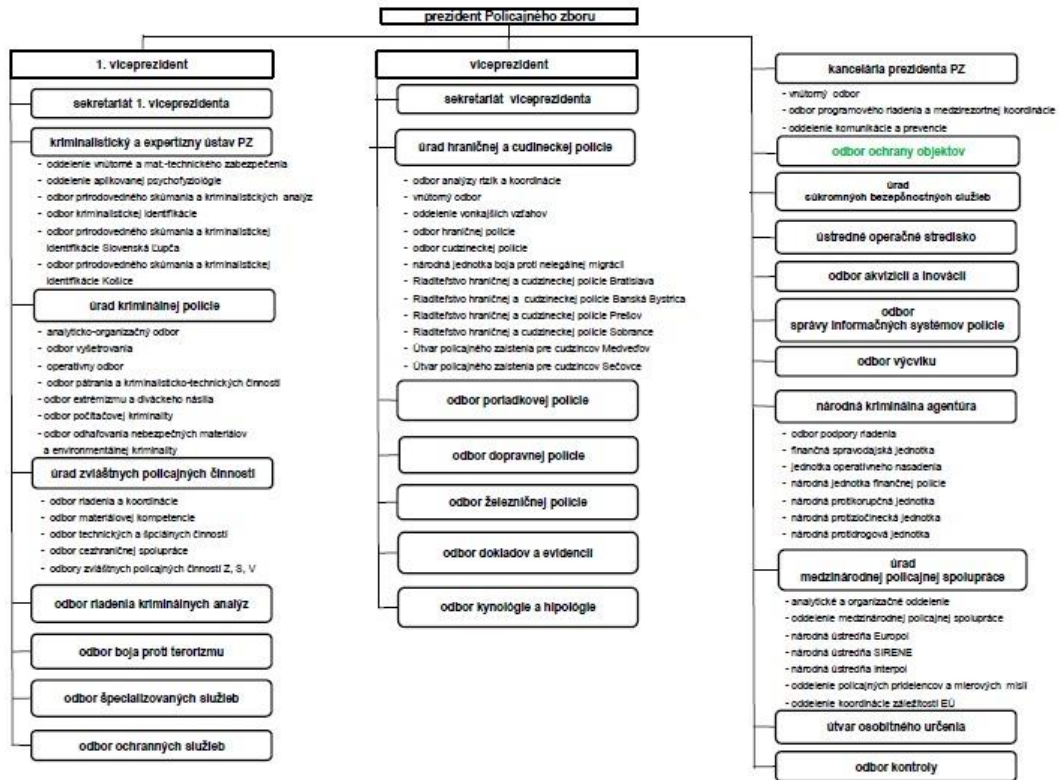 prezident Policajného zboru
1. viceprezident
sekretariát 1. viceprezidenta
kriminalistický a expertízny ústav PZ
- oddelenie vnútorné a mat.-technického zabezpečenia
- oddelenie aplikovanej psychofyziológie
- odbor prírodovedného skúmania a kriminalistických analýz
- odbor kriminalistickej identifikácie
- odbor prírodovedného skúmania a kriminalistickej
identifikácie Slovenská Ľupča
- odbor prírodovedného skúmania a kriminalistickej
identifikácie Košice
úrad kriminálnej polície
- analyticko-organizačný odbor
- odbor vyšetrovania
- operatívny odbor
- odbor pátrania a kriminalisticko-technických činností
- odbor extrémizmu a diváckeho násilia
- odbor počítačovej kriminality
- odbor odhaľovania nebezpečných materiálov
a environmentálnej kriminality
úrad zvláštnych policajných činností
- odbor riadenia a koordinácie
- odbor materiálovej kompetencie
- odbor technických a špciálnych činností
- odbor cezhraničnej spolupráce
- odbory zvláštnych policajných činností Z, S, V
odbor riadenia kriminálnych analýz
odbor boja proti terorizmu
odbor špecializovaných služieb
odbor ochranných služieb
viceprezident
sekretariát viceprezidenta
úrad hraničnej a cudzineckej polície
- odbor analýzy rizík a koordinácie
- vnútorný odbor
- oddelenie vonkajších vzťahov
- odbor hraničnej polície
- odbor cudzineckej polície
- národná jednotka boja proti nelegálnej migrácii
- Riaditeľstvo hraničnej a cudzineckej polície Bratislava
- Riaditeľstvo hraničnej a cudzineckej polície Banská Bystrica
- Riaditeľstvo hraničnej a cudzineckej polície Prešov
- Riaditeľstvo hraničnej a cudzineckej polície Sobrance
- Útvar policajného zaistenia pre cudzincov Medveďov
- Útvar policajného zaistenia pre cudzincov Sečovce
odbor poriadkovej polície
odbor dopravnej polície
odbor železničnej polície
odbor dokladov a evidencií
odbor kynológie a hipológie
kancelária prezidenta PZ
- vnútorný odbor
- odbor programového riadenia a medzirezortnej koordinácie
- oddelenie komunikácie a prevencie
odbor ochrany objektov
úrad
súkromných bezepčnostných služieb
ústredné operačné stredisko
odbor akvizícií a inovácií
odbor
správy informačných systémov polície
odbor výcviku
národná kriminálna agentúra
- odbor podpory riadenia
- finančná spravodajská jednotka
- jednotka operatívneho nasadenia
- národná jednotka finančnej polície
- národná protikorupčná jednotka
- národná protizločinecká jednotka
- národná protidrogová jednotka
úrad
medzinárodnej policajnej spolupráce
- analytické a organizačné oddelenie
- oddelenie medzinárodnej policajnej spolupráce
- národná ústredňa Europol
- národná ústredňa SIRENE
- národná ústredňa Interpol
- oddelenie policajných pridelencov a mierových misií
- oddelenie koordinácie záležitostí EÚ
útvar osobitného určenia
odbor kontroly